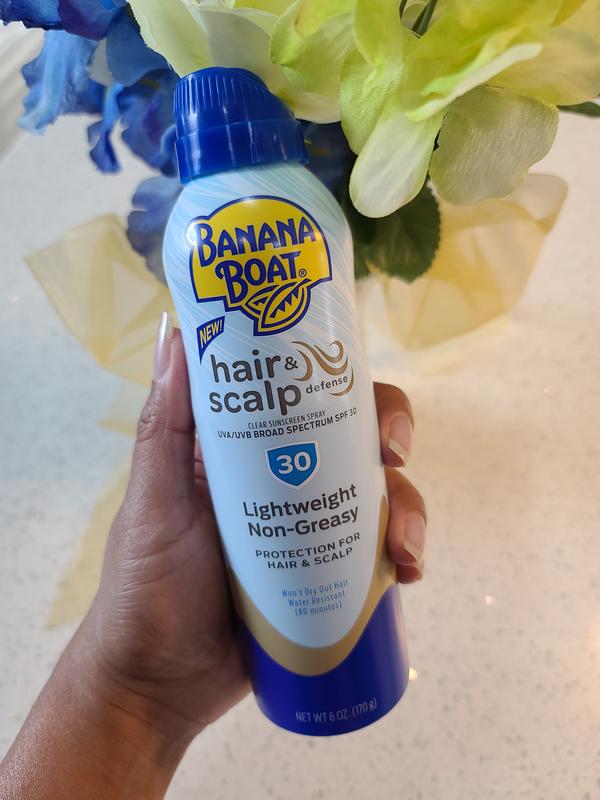 BANANA
BOAT®
NEW!
hair &
scalp defense
CLEAR SUNSCREEN SPRAY
UVA/UVB BROAD SPECTRUM SPF 30
30
Lightweight
Non-Greasy
PROTECTION FOR
HAIR & SCALP
Won't Dry Out Hair
Water Resistant
(80 minutes)
NET WT 6 OZ. (170 g)